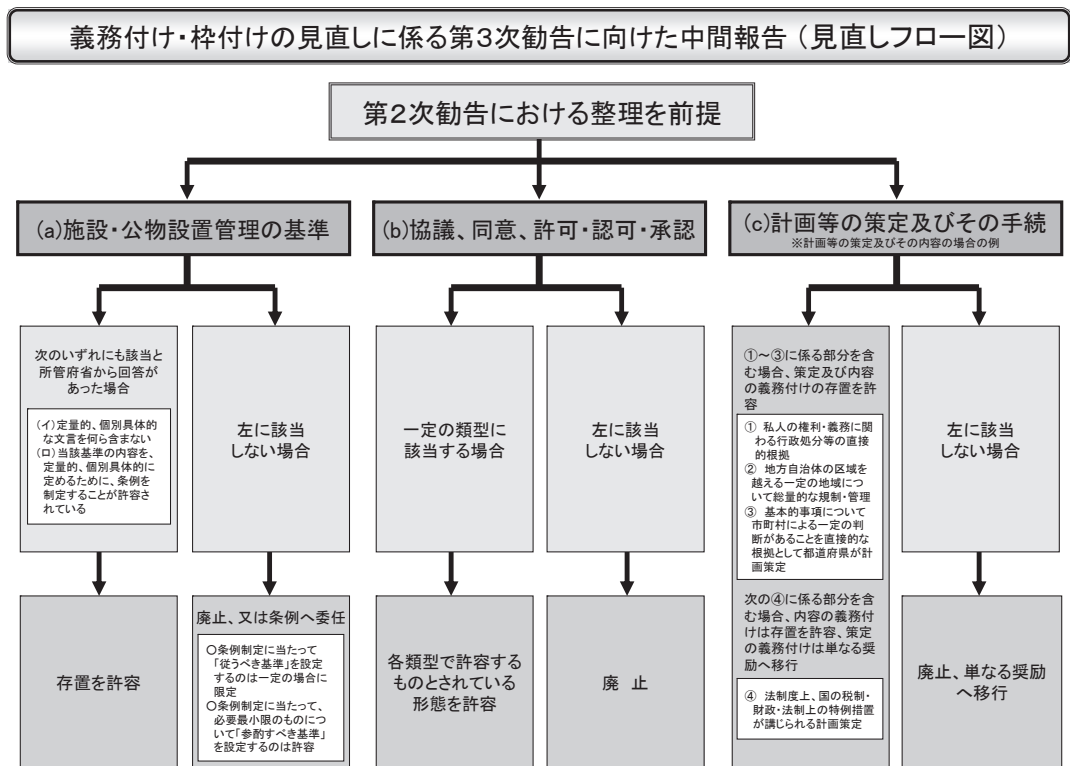 義務付け・枠付けの見直しに係る第3次勧告に向けた中間報告（見直しフロー図）
第2次勧告における整理を前提
(a)施設・公物設置管理の基準
(b)協議、同意、許可・認可・承認
(c)計画等の策定及びその手続
※計画等の策定及びその内容の場合の例
次のいずれにも該当と
所管府省から回答が
あった場合
(イ)定量的、個別具体的
な文言を何ら含まない
(ロ)当該基準の内容を、
定量的、個別具体的に
定めるために、条例を
制定することが許容さ
れている
左に該当
しない場合
一定の類型に
該当する場合
左に該当
しない場合
①～③に係る部分を含
む場合、策定及び内容
の義務付けの存置を許
容
① 私人の権利・義務に関
わる行政処分等の直接
的根拠
② 地方自治体の区域を
越える一定の地域につ
いて総量的な規制・管理
③ 基本的事項について
市町村による一定の判
断があることを直接的な
根拠として都道府県が計
画策定
左に該当
しない場合
存置を許容
廃止、又は条例へ委任
○条例制定に当たって
「従うべき基準」を設定
するのは一定の場合に
限定
○条例制定に当たって、
必要最小限のものにつ
いて「参酌すべき基準」
を設定するのは許容
各類型で許容する
ものとされている
形態を許容
廃 止
次の④に係る部分を含
む場合、内容の義務付
けは存置を許容、策定
の義務付けは単なる奨
励へ移行
④ 法制度上、国の税制・
財政・法制上の特例措置
が講じられる計画策定
廃止、単なる奨励
へ移行